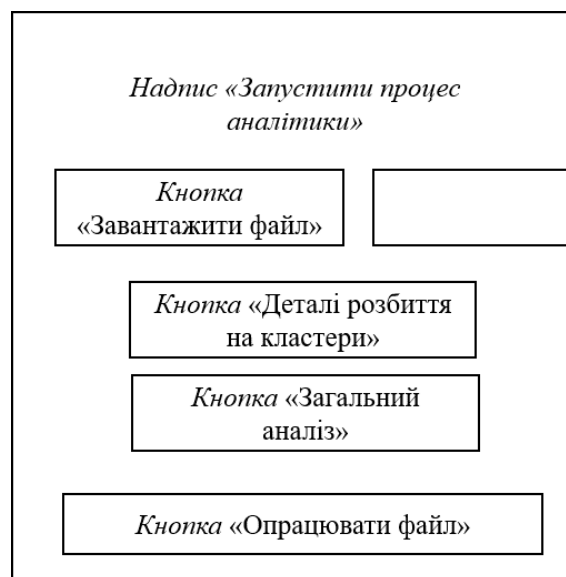 Надпис «Запустити процес
аналітики»
Кнопка
«Завантажити файл»
Кнопка «Деталі розбиття
на кластери»
Кнопка «Загальний
аналіз»
Кнопка «Опрацювати файл»